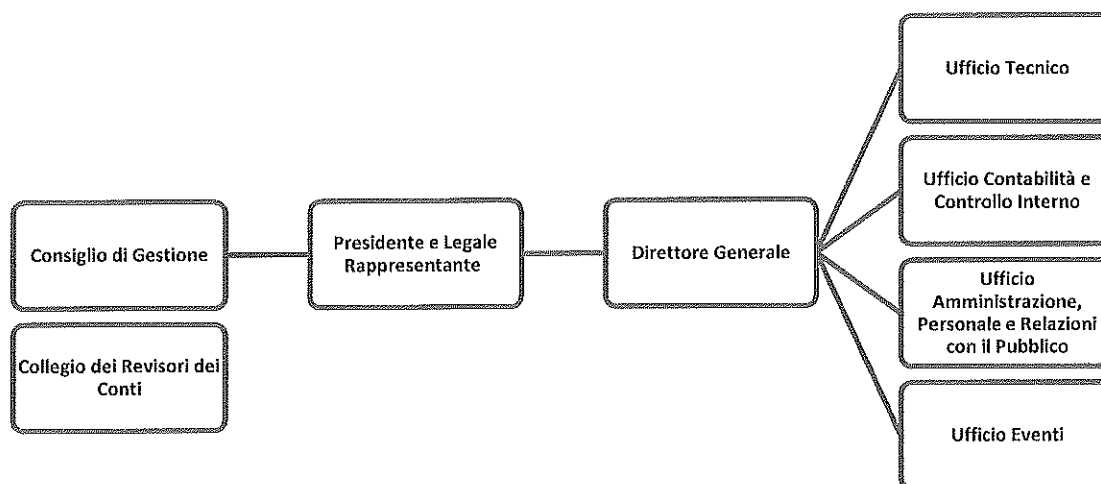 Consiglio di Gestione
Collegio dei Revisori dei
Conti
Presidente e Legale
Rappresentante
Direttore Generale
Ufficio Tecnico
Ufficio Contabilità e
Controllo Interno
Ufficio
Amministrazione,
Personale e Relazioni
con il Pubblico
Ufficio Eventi